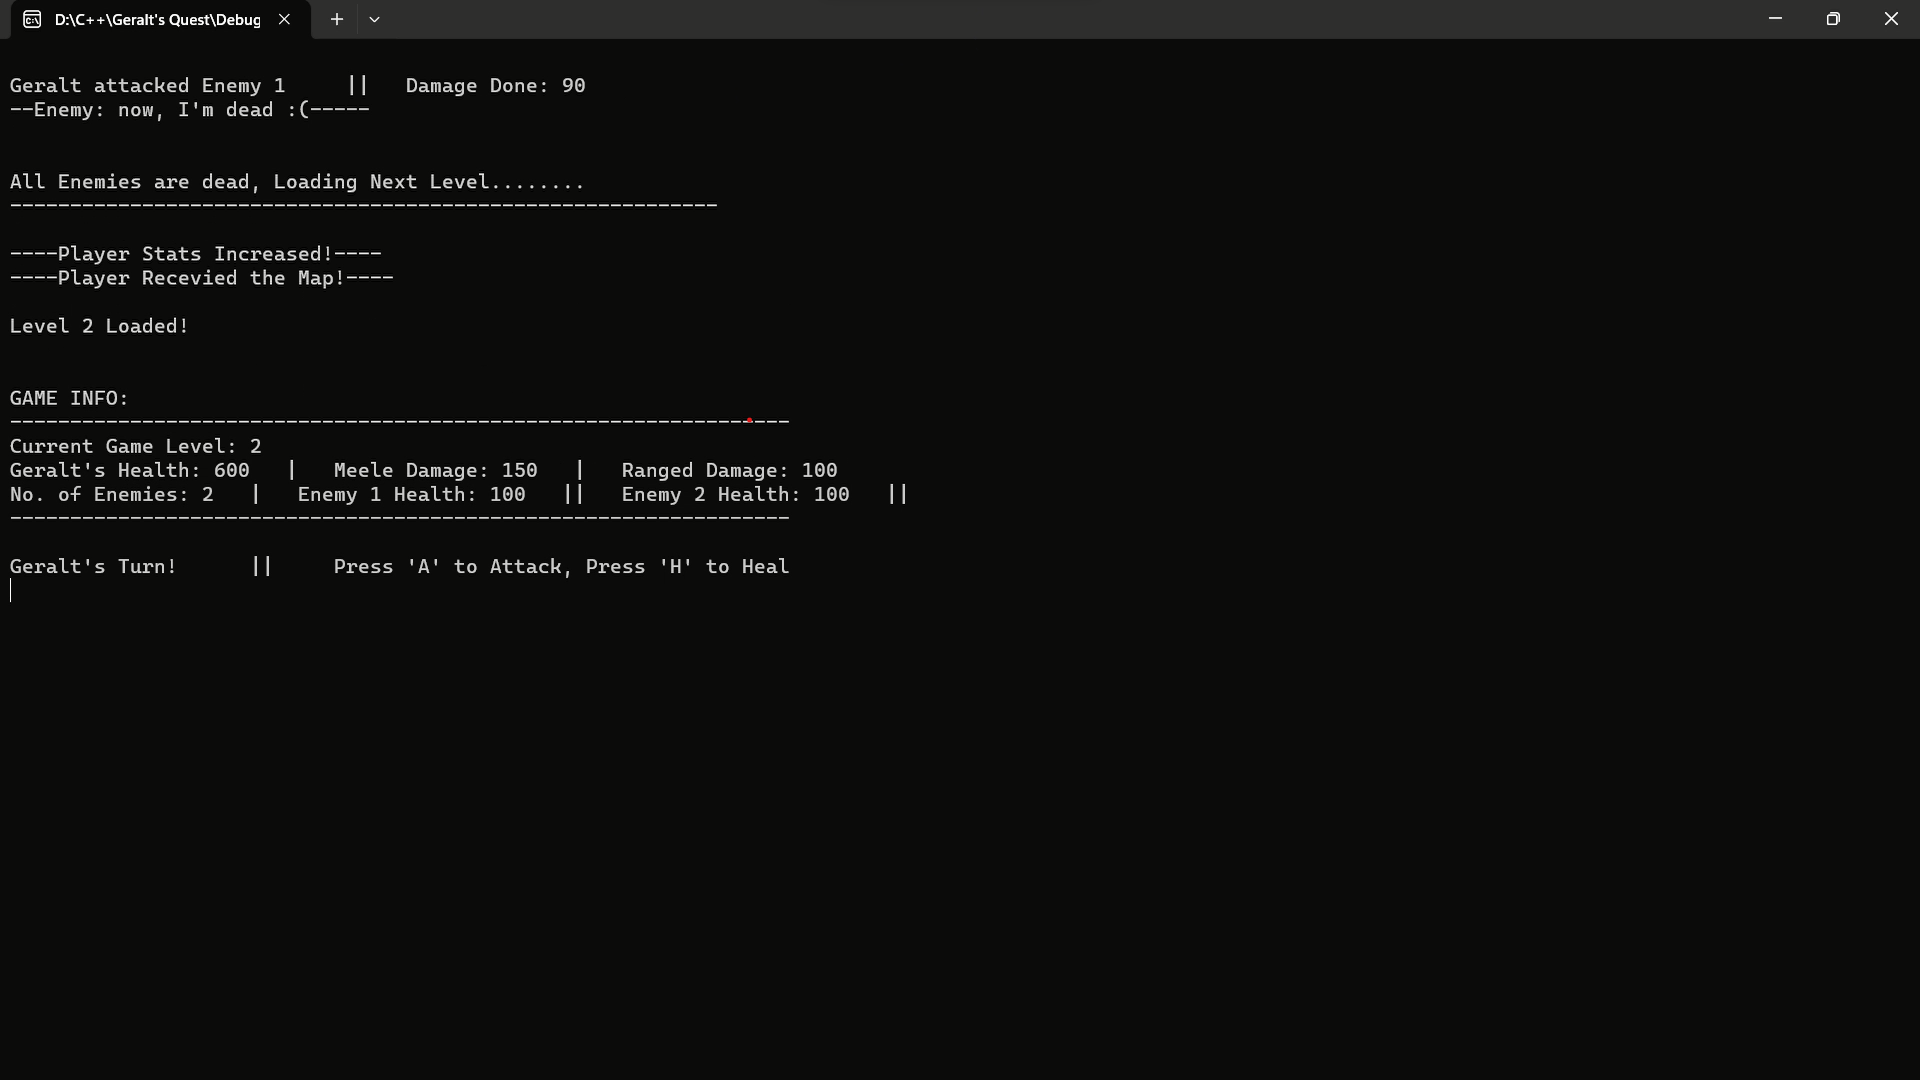 D:\C++\Geralt's Quest\Debug
Geralt attacked Enemy 1     ||   Damage Done: 90
--Enemy: now, I'm dead :(-----
All Enemies are dead, Loading Next Level........
-----------------------------------------------------------
----Player Stats Increased!----
----Player Recevied the Map!----
Level 2 Loaded!
GAME INFO:
-----------------------------------------------------------------
Current Game Level: 2
Geralt's Health: 600   |   Meele Damage: 150   |   Ranged Damage: 100
No. of Enemies: 2   |   Enemy 1 Health: 100   ||   Enemy 2 Health: 100   ||
-----------------------------------------------------------------
Geralt's Turn!      ||     Press 'A' to Attack, Press 'H' to Heal